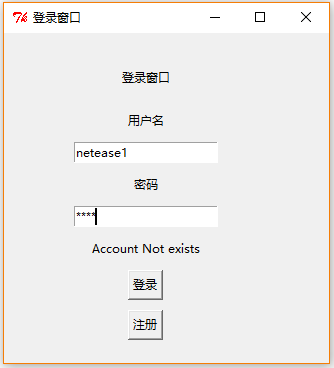 登录窗口
登录窗口
用户名
netease1
密码
****
Account Not exists
登录
注册